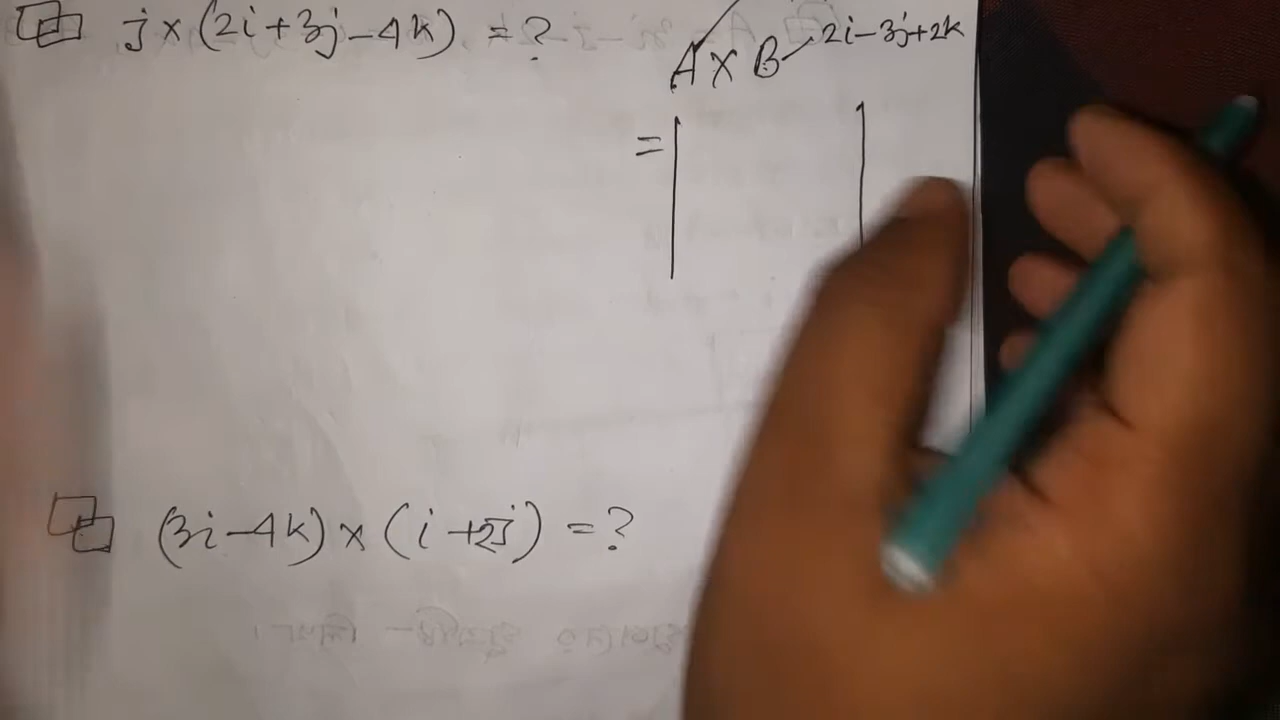 j × (2i+3j-4k) = ?
A × B 2i-3j+2k
=
(3i-4k) × (i+2j) = ?